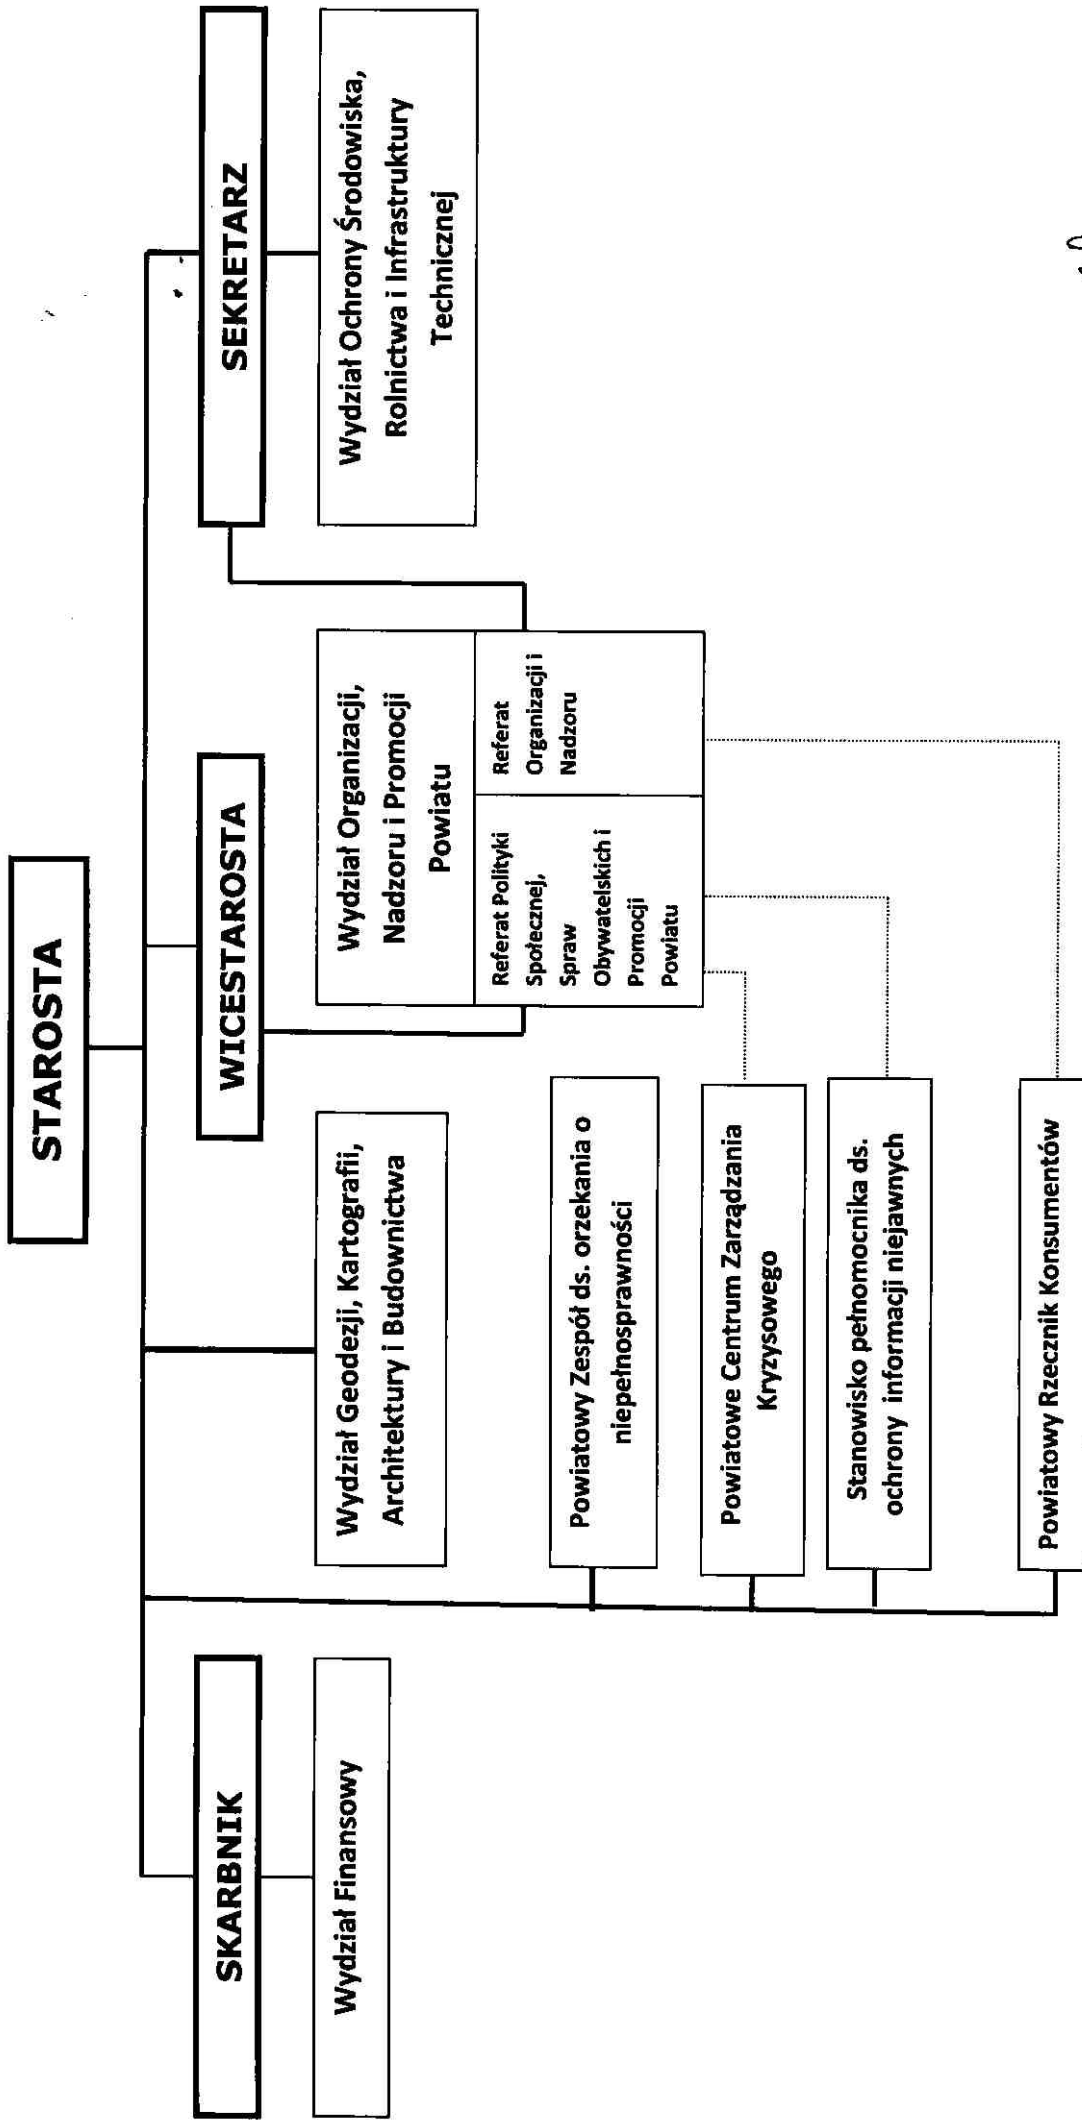 STAROSTA
SKARBNIK
WICESTAROSTA
SEKRETARZ
Wydział Finansowy
Wydział Geodezji, Kartografii,
Architektury i Budownictwa
Wydział Organizacji,
Nadzoru i Promocji
Powiatu
Referat Polityki
Społecznej,
Spraw
Obywatelskich i
Promocji
Powiatu
Referat
Organizacji i
Nadzoru
Wydział Ochrony Środowiska,
Rolnictwa i Infrastruktury
Technicznej
Powiatowy Zespół ds. orzekania o
niepełnosprawności
Powiatowe Centrum Zarządzania
Kryzysowego
Stanowisko pełnomocnika ds.
ochrony informacji niejawnych
Powiatowy Rzecznik Konsumentów